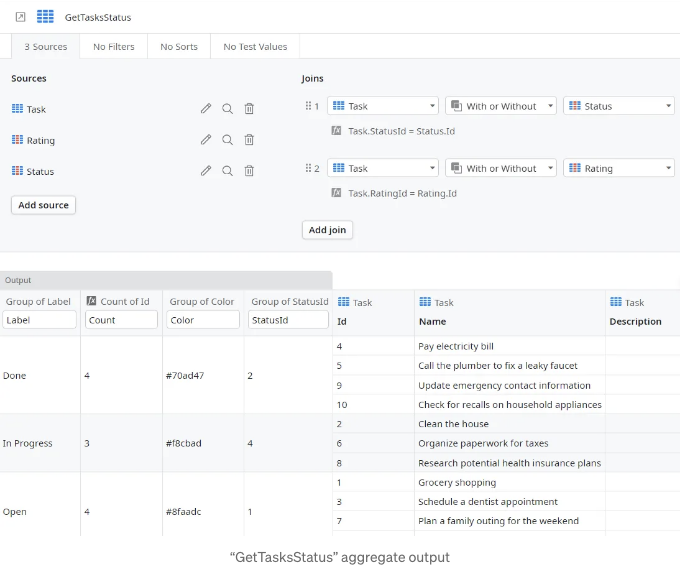 GetTasksStatus
3 Sources No Filters No Sorts No Test Values
Sources
Task
Rating
Status
Add source
Joins
1 Task With or Without Status
fx Task.StatusId = Status.Id
2 Task With or Without Rating
fx Task.RatingId = Rating.Id
Add join
Output
Group of Label fx Count of Id Group of Color Group of StatusId Task Task Task
Label Count Color StatusId Id Name Description
Done 4 #70ad47 2
4 Pay electricity bill
5 Call the plumber to fix a leaky faucet
9 Update emergency contact information
10 Check for recalls on household appliances
In Progress 3 #f8cbad 4
2 Clean the house
6 Organize paperwork for taxes
8 Research potential health insurance plans
Open 4 #8faadc 1
1 Grocery shopping
3 Schedule a dentist appointment
7 Plan a family outing for the weekend
“GetTasksStatus” aggregate output